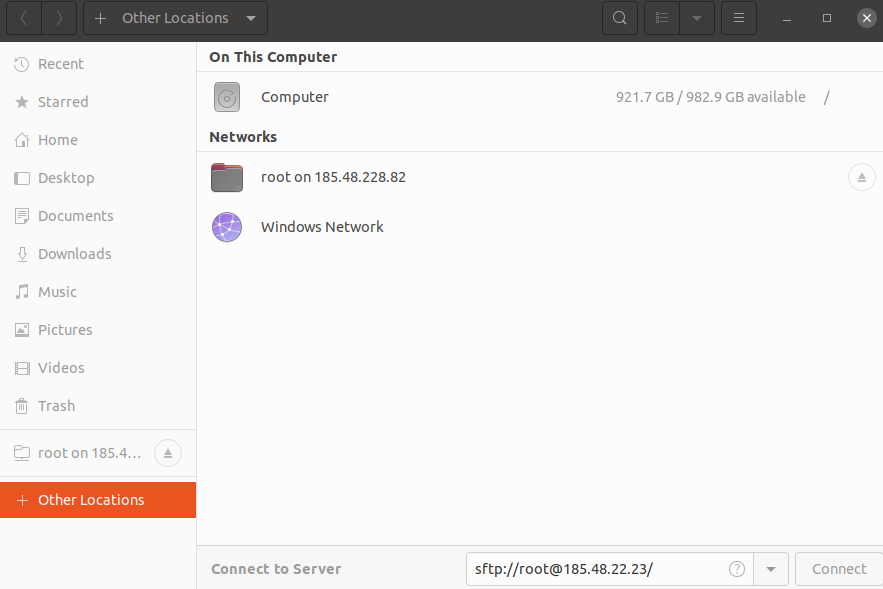 Other Locations
Recent
Starred
Home
Desktop
Documents
Downloads
Music
Pictures
Videos
Trash
root on 185.4...
Other Locations
On This Computer
Computer 921.7 GB / 982.9 GB available /
Networks
root on 185.48.228.82
Windows Network
Connect to Server sftp://root@185.48.22.23/ ? Connect